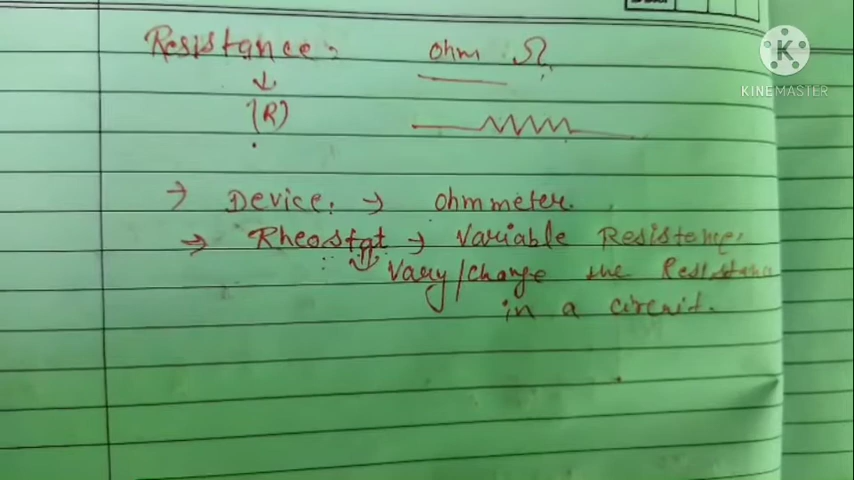 Resistance : ohm Ω
↓
(R)
→ Device. → ohmmeter.
→ Rheostat → Variable Resistance.
Vary/change the Resistance
in a circuit.
KINEMASTER